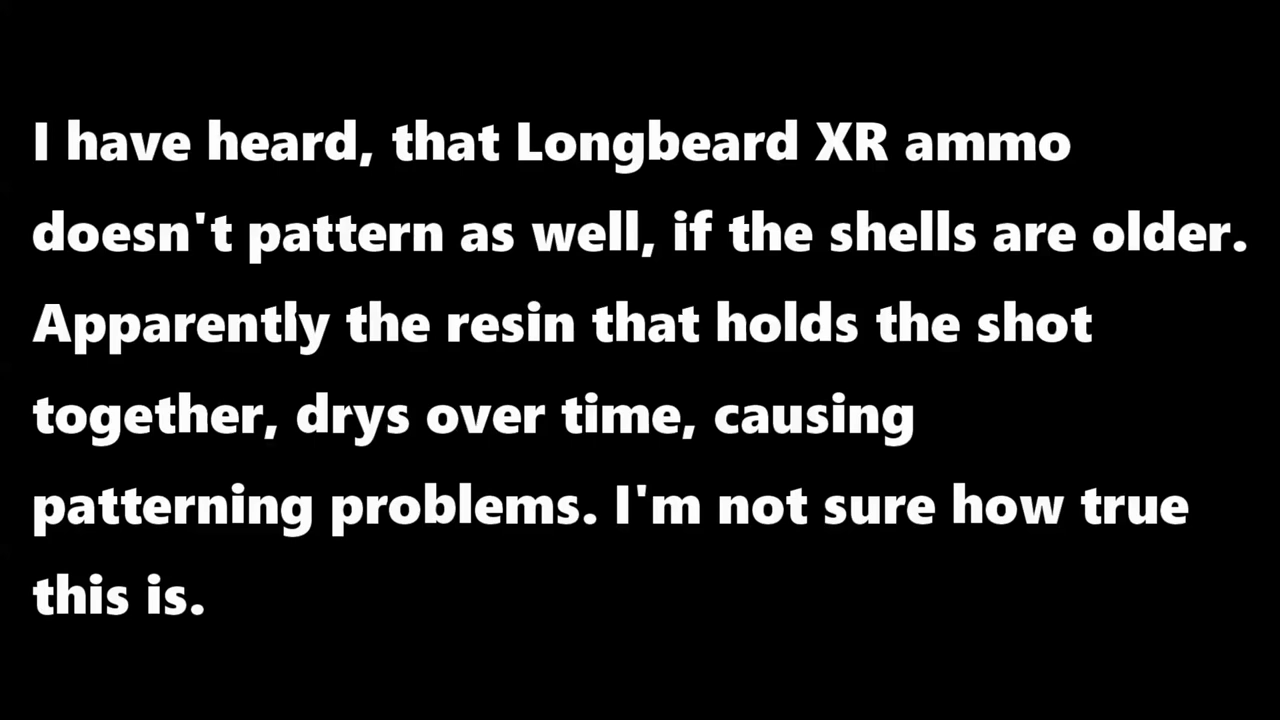 I have heard, that Longbeard XR ammo
doesn't pattern as well, if the shells are older.
Apparently the resin that holds the shot
together, drys over time, causing
patterning problems. I'm not sure how true
this is.